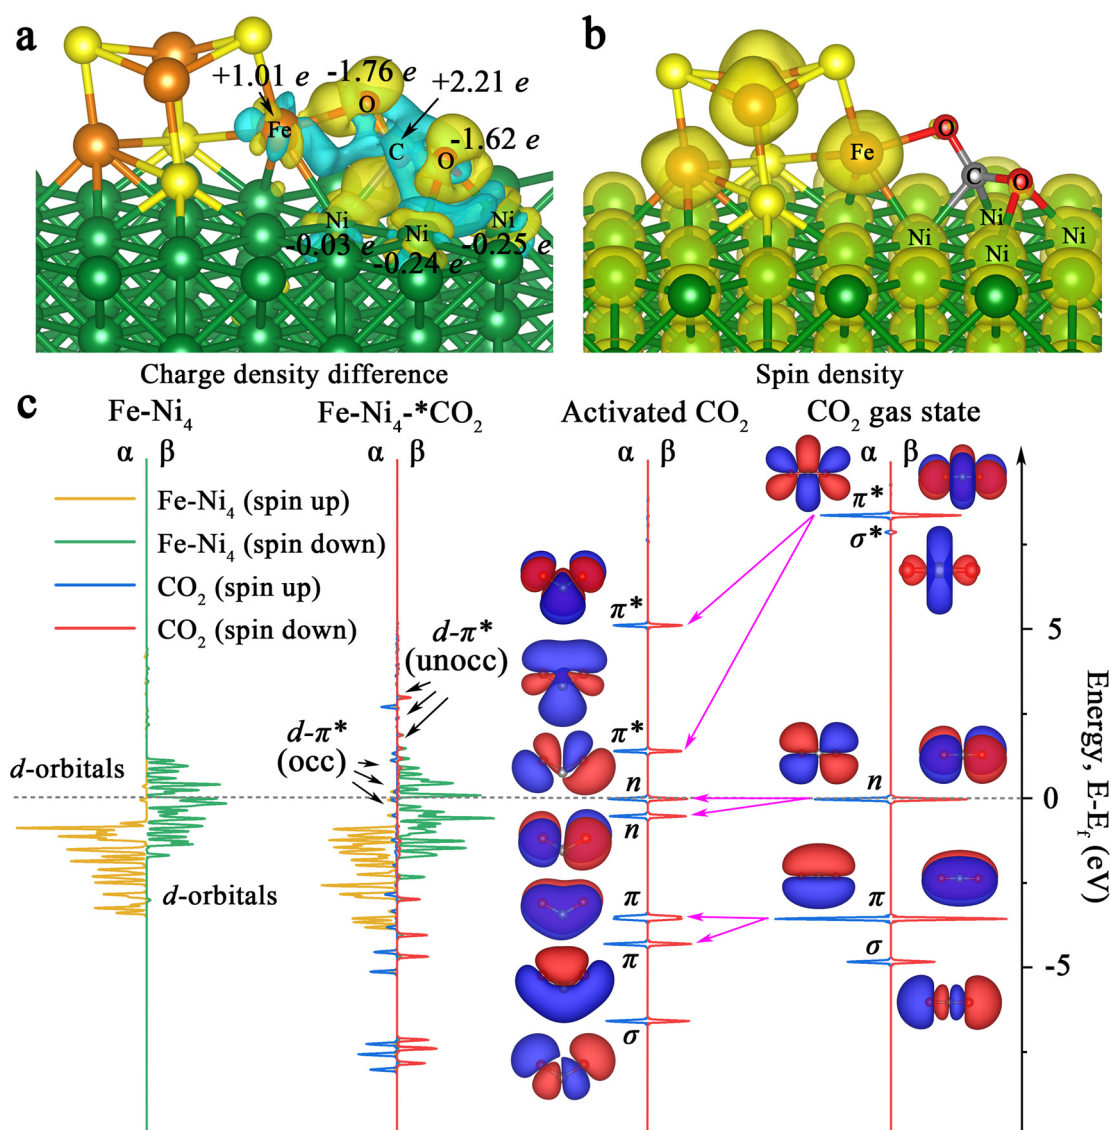 a
+1.01 e
-1.76 e
+2.21 e
O
Fe
C
-1.62 e
O
Ni
Ni
Ni
-0.03 e
-0.24 e
-0.25 e
Charge density difference
b
Fe
O
C
O
Ni
Ni
Ni
Ni
Spin density
c
Fe-Ni₄
α β
Fe-Ni₄ (spin up)
Fe-Ni₄ (spin down)
CO₂ (spin up)
CO₂ (spin down)
d-orbitals
d-orbitals
Fe-Ni₄-*CO₂
α β
d-π*
(unocc)
d-π*
(occ)
Activated CO₂
α β
π*
π*
n
n
π
π
σ
CO₂ gas state
α β
π*
σ*
n
π
σ
5
0
-5
Energy, E-E_f (eV)